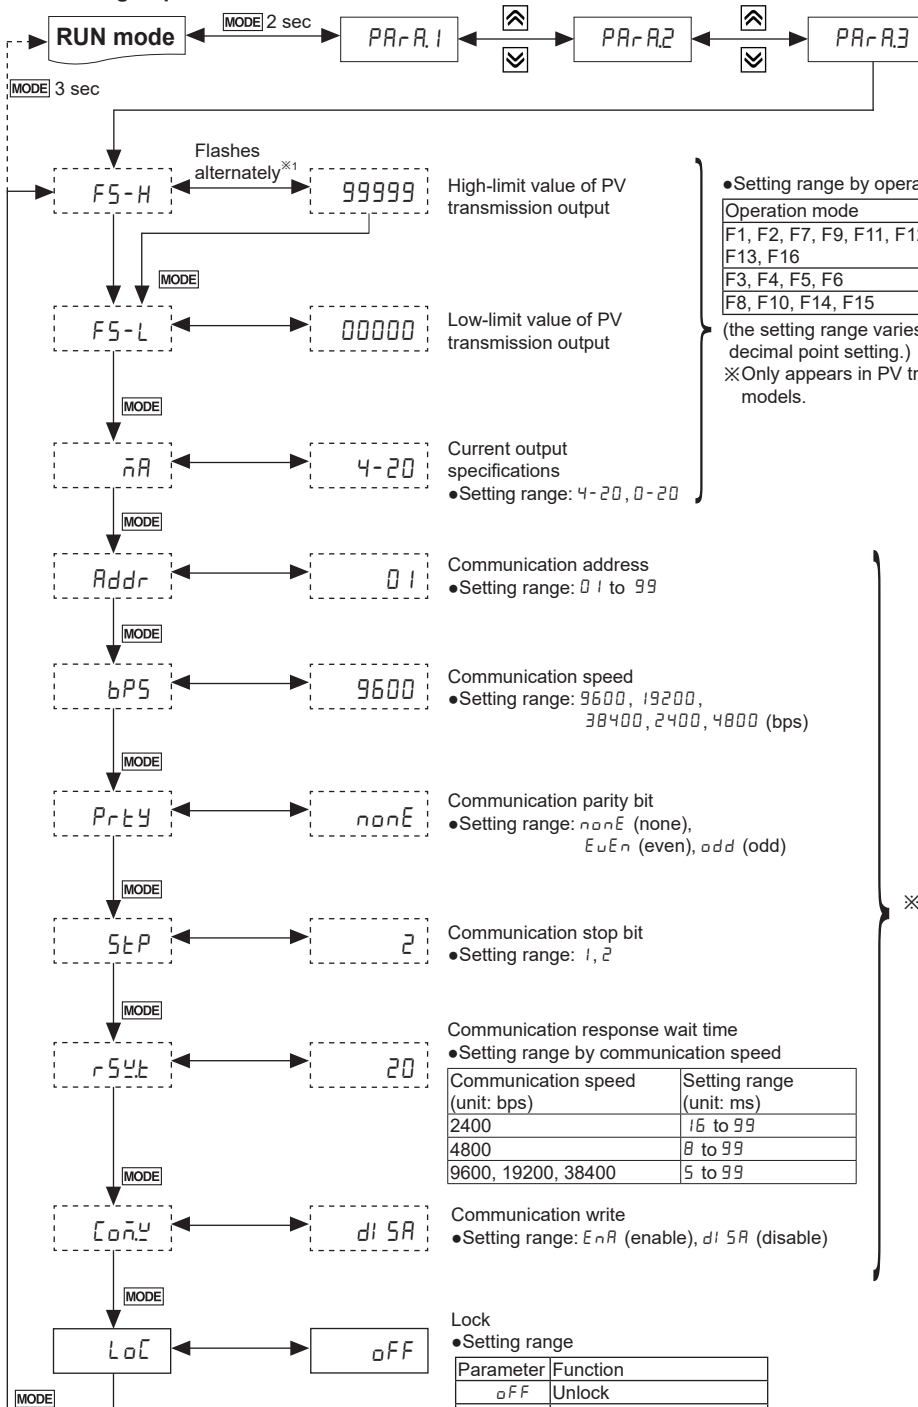 RUN mode
MODE 2 sec
PArA.1
PArA.2
PArA.3
MODE 3 sec
Flashes
alternately※1
FS-H
99999
High-limit value of PV
transmission output
MODE
FS-L
00000
Low-limit value of PV
transmission output
●Setting range by opera
Operation mode
F1, F2, F7, F9, F11, F1
F13, F16
F3, F4, F5, F6
F8, F10, F14, F15
(the setting range varies
decimal point setting.)
※Only appears in PV tr
models.
MODE
mA
4-20
Current output
specifications
●Setting range: 4-20, 0-20
MODE
Addr
01
Communication address
●Setting range: 01 to 99
MODE
bPS
9600
Communication speed
●Setting range: 9600, 19200,
38400, 2400, 4800 (bps)
MODE
PrtY
nonE
Communication parity bit
●Setting range: nonE (none),
EvEn (even), odd (odd)
※
MODE
StP
2
Communication stop bit
●Setting range: 1, 2
MODE
rSW.t
20
Communication response wait time
●Setting range by communication speed
Communication speed Setting range
(unit: bps) (unit: ms)
2400 16 to 99
4800 8 to 99
9600, 19200, 38400 5 to 99
MODE
Com.W
diSA
Communication write
●Setting range: EnA (enable), diSA (disable)
MODE
LoC
oFF
Lock
●Setting range
Parameter Function
oFF Unlock
MODE